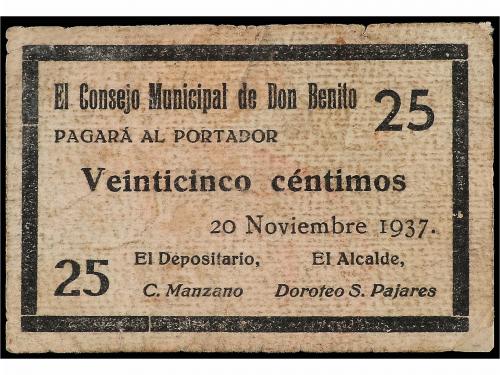 El Consejo Municipal de Don Benito 25
PAGARÁ AL PORTADOR
Veinticinco céntimos
20 Noviembre 1937.
25 El Depositario, El Alcalde,
C. Manzano Doroteo S. Pajares